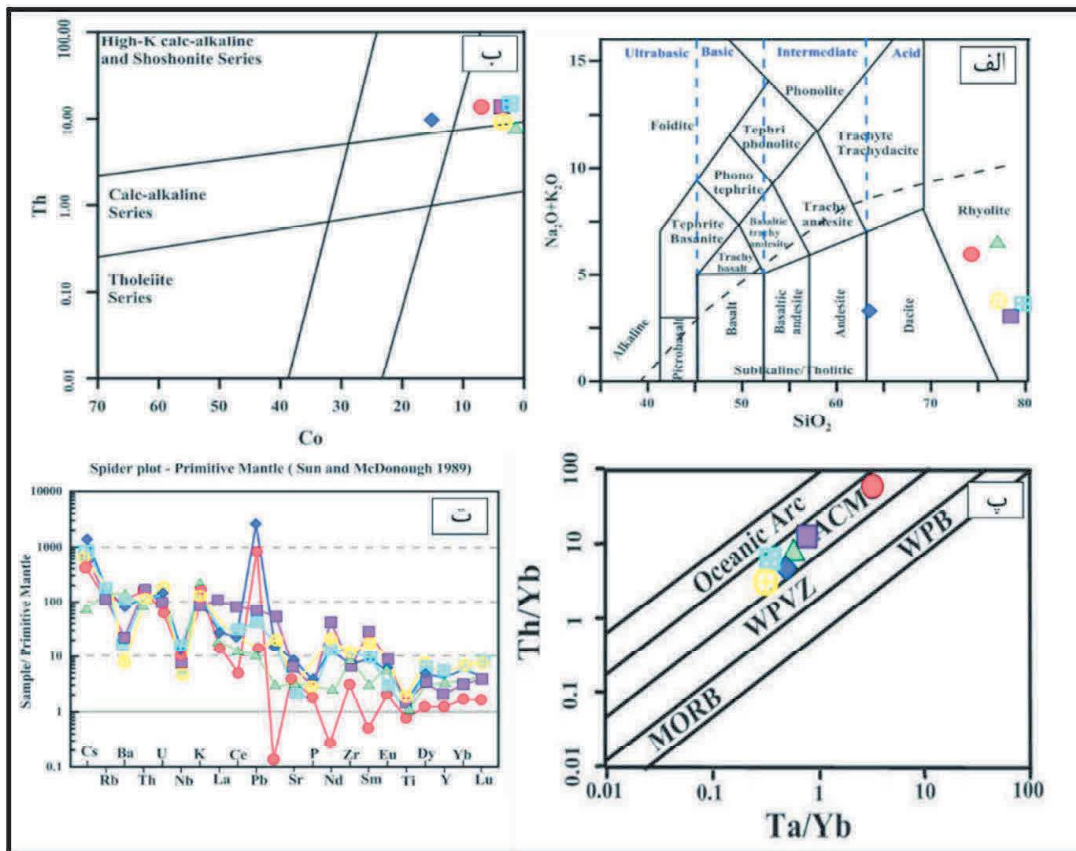 100.00
High-K calc-alkaline
and Shoshonite Series
ب
10.00
Th
Calc-alkaline
Series
1.00
0.10
Tholeiite
Series
0.01
70 60 50 40 30 20 10 0
Co
الف
15
Ultrabasic Basic Intermediate Acid
Phonolite
Foidite
Tephri
phonolite
Trachyte
Trachydacite
10
Na₂O+K₂O
Phono
tephrite
Trachy
andesite
Rhyolite
Tephrite
Basanite
Basaltic
trachy
andesite
Trachy
basalt
5
Alkaline
Picrobasalt
Basalt
Basaltic
andesite
Andesite
Dacite
Subalkaline/Tholitic
0
40 50 60 70 80
SiO₂
Spider plot - Primitive Mantle ( Sun and McDonough 1989)
ت
10000
1000
100
10
1
0.1
Sample/ Primitive Mantle
Cs Ba U K Ce P Zr Eu Dy Yb
Pb
Rb Th Nb La Sr Nd Sm Ti Y Lu
پ
100
Oceanic Arc
ACM
WPB
10
Th/Yb
1
WPVZ
0.1
MORB
0.01
0.01 0.1 1 10 100
Ta/Yb